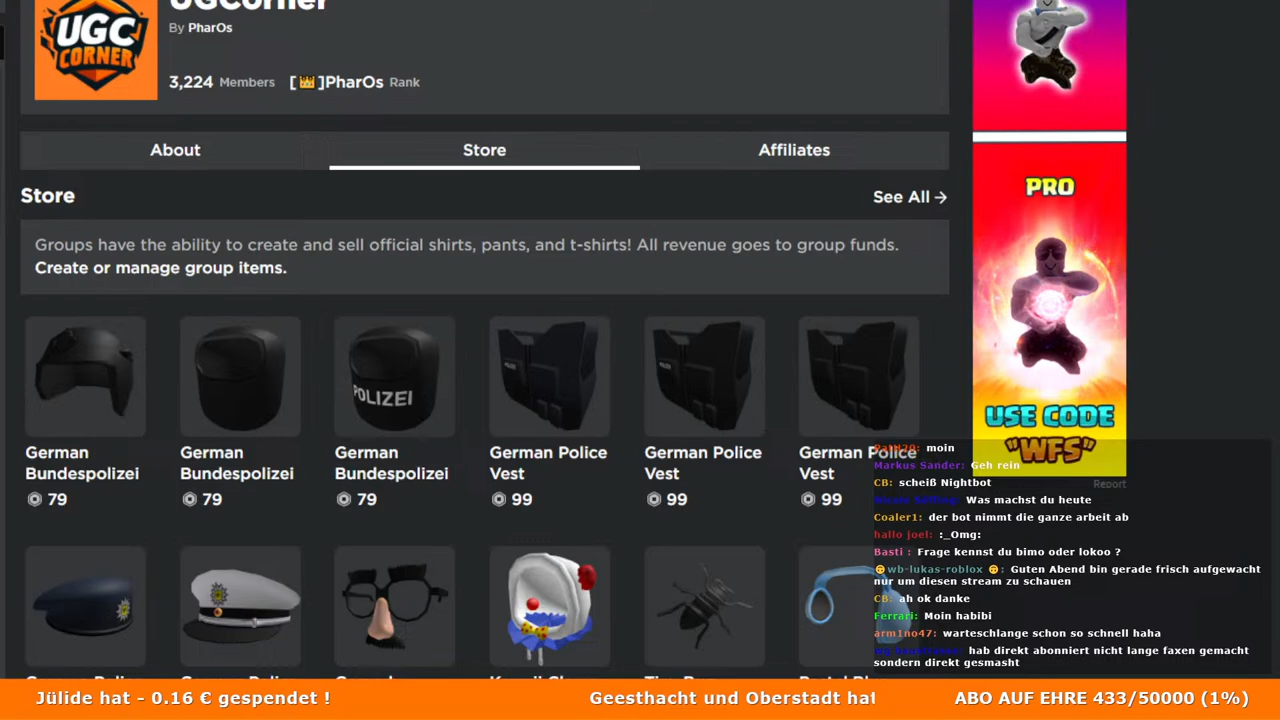 UGCorner
UGC
CORNER
By PharOs
3,224 Members [👑]PharOs Rank
About
Store
Affiliates
Store
See All →
Groups have the ability to create and sell official shirts, pants, and t-shirts! All revenue goes to group funds.
Create or manage group items.
PRO
USE CODE
"WFS"
Report
POLIZEI
German
Bundespolizei
79
German
Bundespolizei
79
German
Bundespolizei
79
German Police
Vest
99
German Police
Vest
99
German Police
Vest
99
moin
Markus Sander: Geh rein
CB: scheiß Nightbot
Was machst du heute
Coaler1: der bot nimmt die ganze arbeit ab
hallo joel: :_Omg:
Basti : Frage kennst du bimo oder lokoo ?
🙃wb-lukas-roblox 🙃: Guten Abend bin gerade frisch aufgewacht
nur um diesen stream zu schauen
CB: ah ok danke
Ferrari: Moin habibi
arm1no47: warteschlange schon so schnell haha
hab direkt abonniert nicht lange faxen gemacht
sondern direkt gesmasht
Jülide hat - 0.16 € gespendet !
Geesthacht und Oberstadt hat
ABO AUF EHRE 433/50000 (1%)